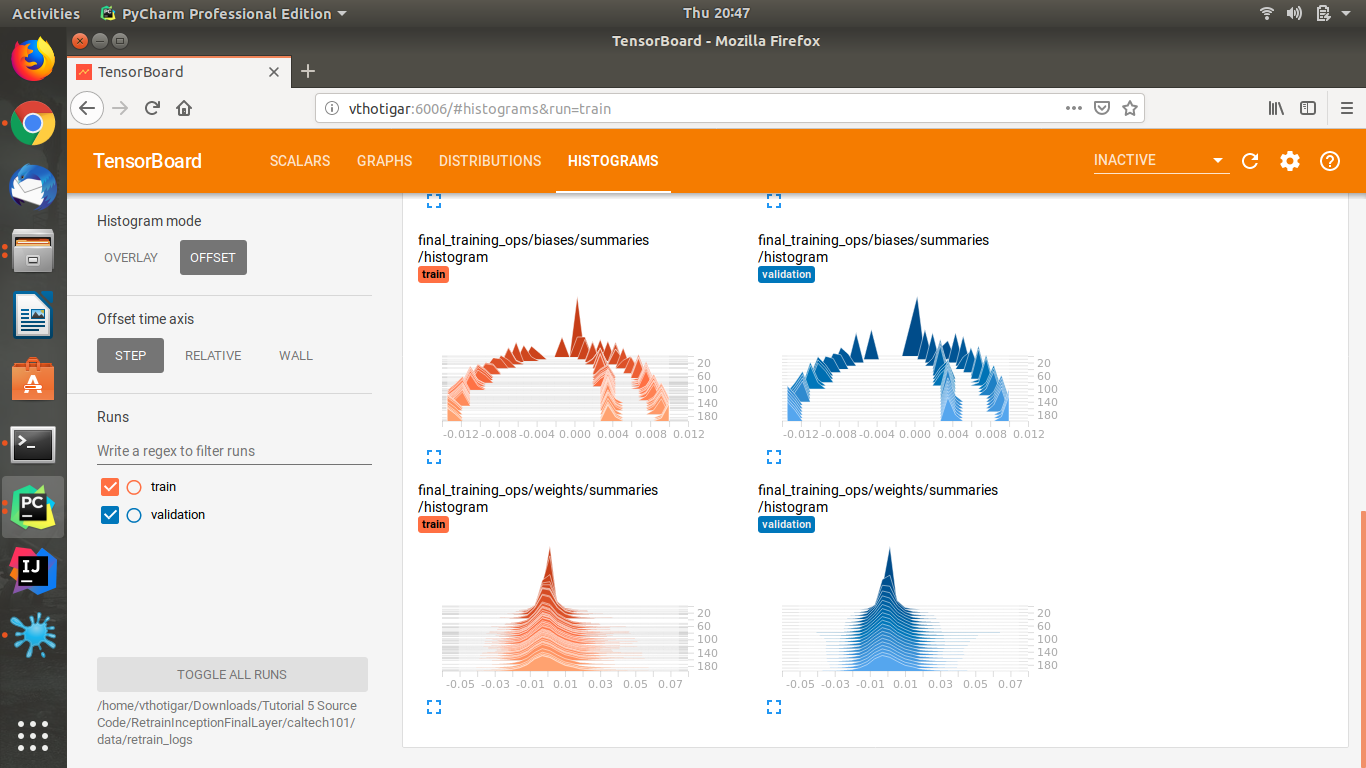 Activities PyCharm Professional Edition Thu 20:47
TensorBoard - Mozilla Firefox
TensorBoard
vthotigar:6006/#histograms&run=train
TensorBoard SCALARS GRAPHS DISTRIBUTIONS HISTOGRAMS INACTIVE
Histogram mode
OVERLAY OFFSET
Offset time axis
STEP RELATIVE WALL
Runs
Write a regex to filter runs
train
validation
TOGGLE ALL RUNS
/home/vthotigar/Downloads/Tutorial 5 Source
Code/RetrainInceptionFinalLayer/caltech101/
data/retrain_logs
final_training_ops/biases/summaries
/histogram
train
20
60
100
140
180
-0.012 -0.008 -0.004 0.000 0.004 0.008 0.012
final_training_ops/biases/summaries
/histogram
validation
20
60
100
140
180
-0.012 -0.008 -0.004 0.000 0.004 0.008 0.012
final_training_ops/weights/summaries
/histogram
train
20
60
100
140
180
-0.05 -0.03 -0.01 0.01 0.03 0.05 0.07
final_training_ops/weights/summaries
/histogram
validation
20
60
100
140
180
-0.05 -0.03 -0.01 0.01 0.03 0.05 0.07
PC
IJ